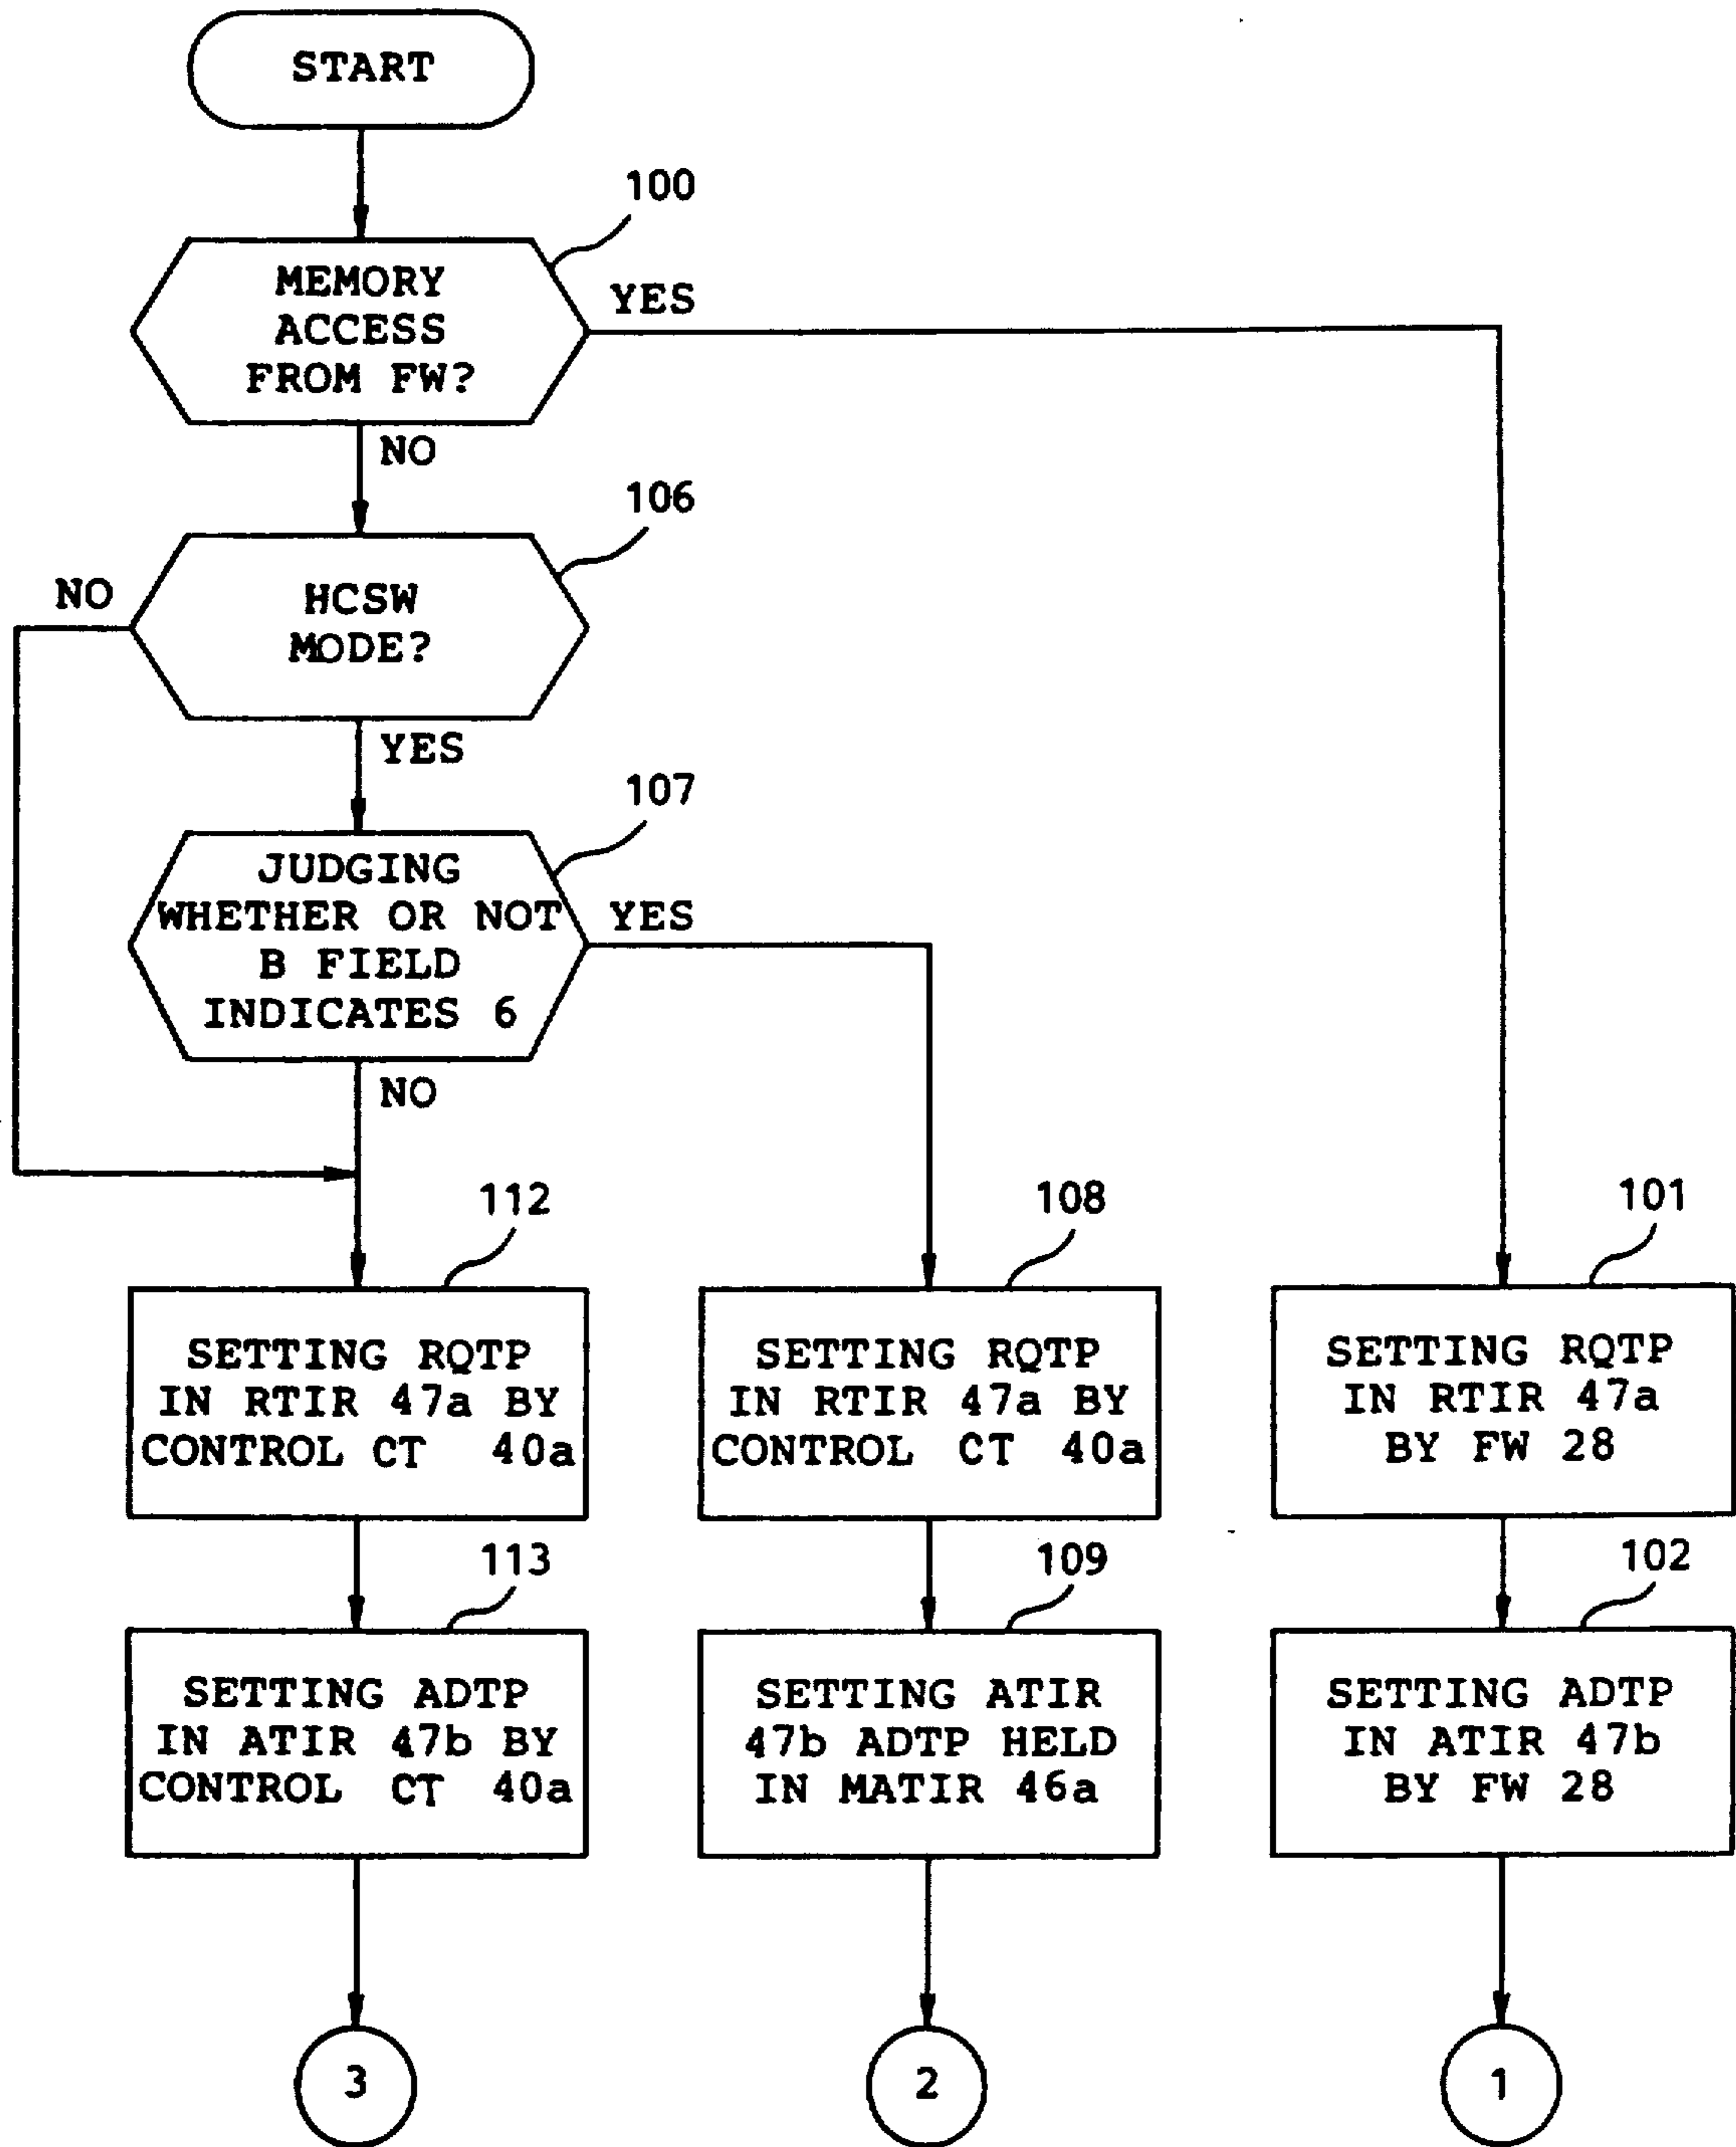 START
100
MEMORY
ACCESS
FROM FW?
YES
NO
106
NO
HCSW
MODE?
YES
107
JUDGING
WHETHER OR NOT
B FIELD
INDICATES 6
YES
NO
112
SETTING RQTP
IN RTIR 47a BY
CONTROL CT 40a
108
SETTING RQTP
IN RTIR 47a BY
CONTROL CT 40a
101
SETTING RQTP
IN RTIR 47a
BY FW 28
113
SETTING ADTP
IN ATIR 47b BY
CONTROL CT 40a
109
SETTING ATIR
47b ADTP HELD
IN MATIR 46a
102
SETTING ADTP
IN ATIR 47b
BY FW 28
3
2
1